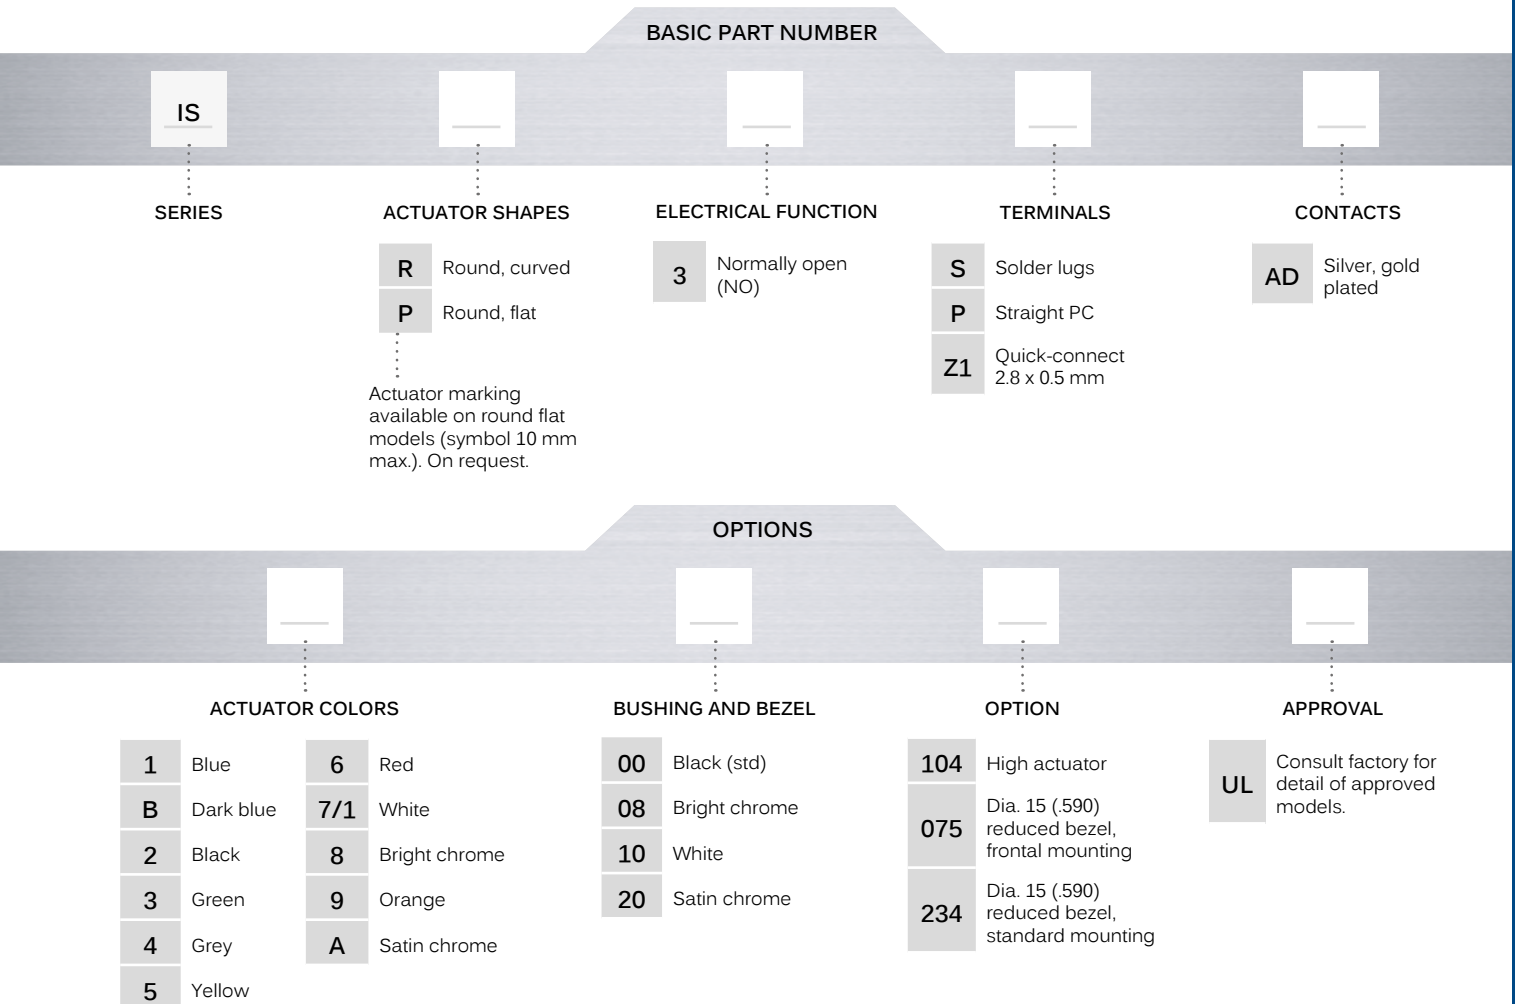 BASIC PART NUMBER
IS
SERIES
ACTUATOR SHAPES
R Round, curved
P Round, flat
Actuator marking
available on round flat
models (symbol 10 mm
max.). On request.
ELECTRICAL FUNCTION
3 Normally open
(NO)
TERMINALS
S Solder lugs
P Straight PC
Z1 Quick-connect
2.8 x 0.5 mm
CONTACTS
AD Silver, gold
plated
OPTIONS
ACTUATOR COLORS
1 Blue
B Dark blue
2 Black
3 Green
4 Grey
5 Yellow
6 Red
7/1 White
8 Bright chrome
9 Orange
A Satin chrome
BUSHING AND BEZEL
00 Black (std)
08 Bright chrome
10 White
20 Satin chrome
OPTION
104 High actuator
075 Dia. 15 (.590)
reduced bezel,
frontal mounting
234 Dia. 15 (.590)
reduced bezel,
standard mounting
APPROVAL
UL Consult factory for
detail of approved
models.